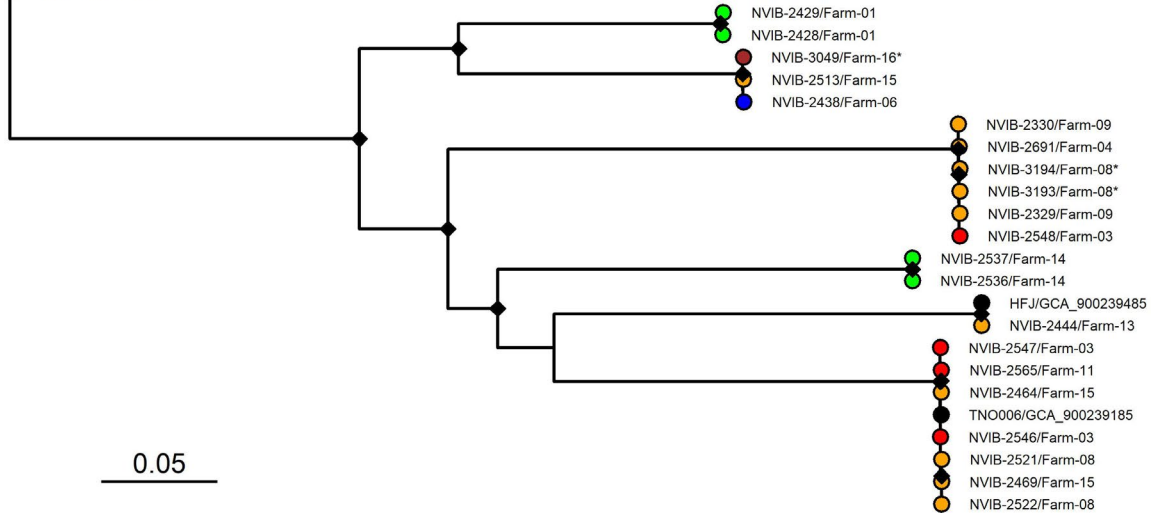 NVIB-2429/Farm-01
NVIB-2428/Farm-01
NVIB-3049/Farm-16*
NVIB-2513/Farm-15
NVIB-2438/Farm-06
NVIB-2330/Farm-09
NVIB-2691/Farm-04
NVIB-3194/Farm-08*
NVIB-3193/Farm-08*
NVIB-2329/Farm-09
NVIB-2548/Farm-03
NVIB-2537/Farm-14
NVIB-2536/Farm-14
HFJ/GCA_900239485
NVIB-2444/Farm-13
NVIB-2547/Farm-03
NVIB-2565/Farm-11
NVIB-2464/Farm-15
TNO006/GCA_900239185
NVIB-2546/Farm-03
NVIB-2521/Farm-08
NVIB-2469/Farm-15
NVIB-2522/Farm-08
0.05